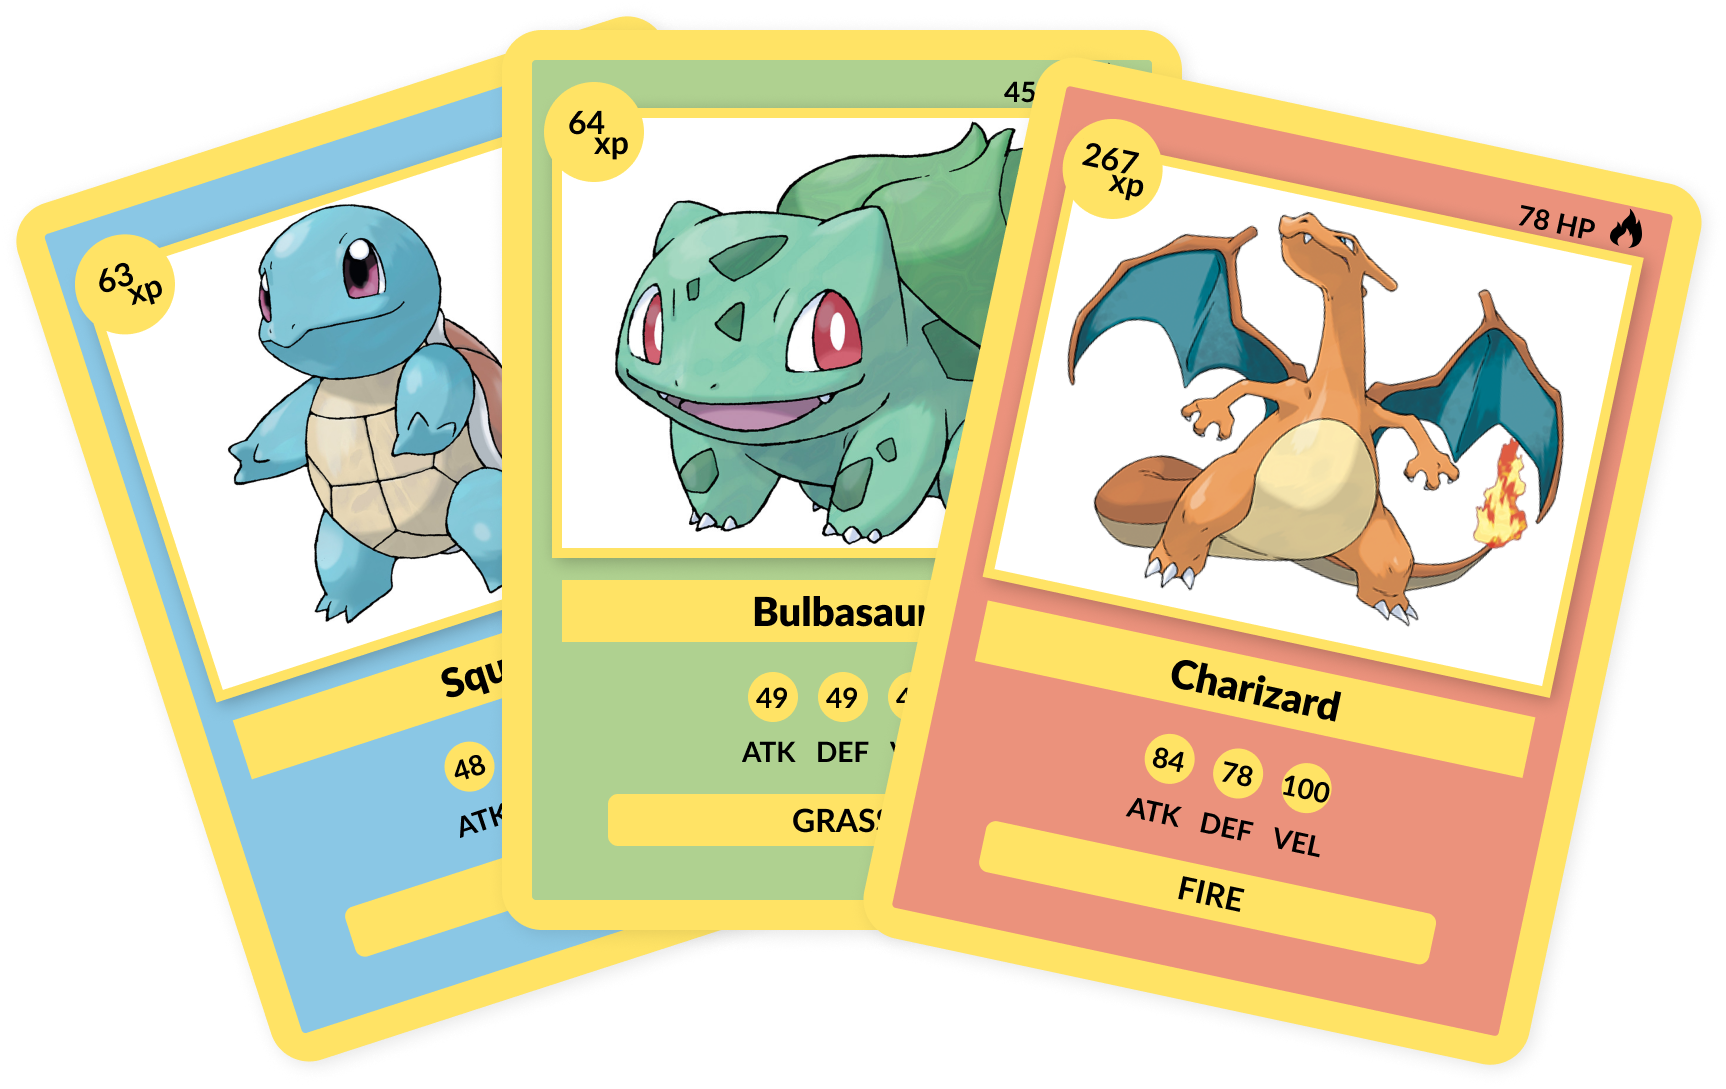 63
xp
Squ
48
ATK
45
64
xp
Bulbasaur
49 49 4
ATK DEF
GRASS
78 HP
267
xp
Charizard
84 78 100
ATK DEF VEL
FIRE